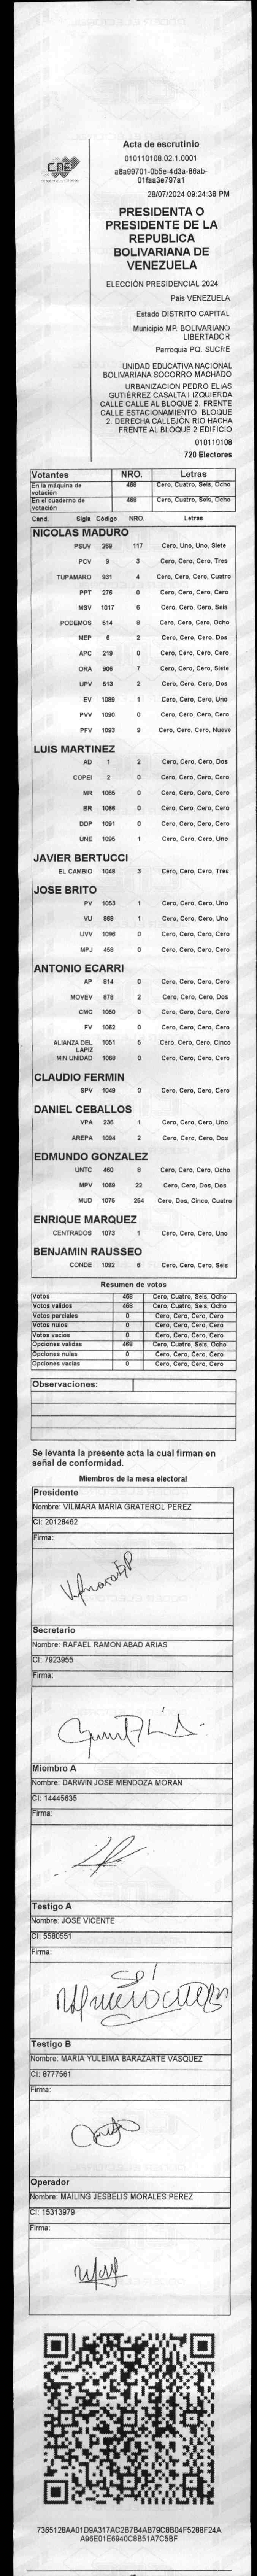 CNE
Acta de escrutinio
010110108.02.1.0001
a8a99701-0b5e-4d3a-86ab-
01faa3e797a1
28/07/2024 09:24:38 PM
PRESIDENTA O
PRESIDENTE DE LA
REPUBLICA
BOLIVARIANA DE
VENEZUELA
ELECCIÓN PRESIDENCIAL 2024
Pais VENEZUELA
Estado DISTRITO CAPITAL
Municipio MP. BOLIVARIANO
LIBERTADOR
Parroquia PQ. SUCRE
UNIDAD EDUCATIVA NACIONAL
BOLIVARIANA SOCORRO MACHADO
URBANIZACION PEDRO ELIAS
GUTIÉRREZ CASALTA I IZQUIERDA
CALLE CALLE AL BLOQUE 2. FRENTE
CALLE ESTACIONAMIENTO BLOQUE
2. DERECHA CALLEJÓN RIO HACHA
FRENTE AL BLOQUE 2 EDIFICIO
010110108
720 Electores
Votantes NRO. Letras
En la máquina de votación 468 Cero, Cuatro, Seis, Ocho
En el cuaderno de votación 468 Cero, Cuatro, Seis, Ocho
Cand. Sigla Código NRO. Letras
NICOLAS MADURO
PSUV 269 117 Cero, Uno, Uno, Siete
PCV 9 3 Cero, Cero, Cero, Tres
TUPAMARO 931 4 Cero, Cero, Cero, Cuatro
PPT 276 0 Cero, Cero, Cero, Cero
MSV 1017 6 Cero, Cero, Cero, Seis
PODEMOS 514 8 Cero, Cero, Cero, Ocho
MEP 6 2 Cero, Cero, Cero, Dos
APC 219 0 Cero, Cero, Cero, Cero
ORA 906 7 Cero, Cero, Cero, Siete
UPV 513 2 Cero, Cero, Cero, Dos
EV 1089 1 Cero, Cero, Cero, Uno
PVV 1090 0 Cero, Cero, Cero, Cero
PFV 1093 9 Cero, Cero, Cero, Nueve
LUIS MARTINEZ
AD 1 2 Cero, Cero, Cero, Dos
COPEI 2 0 Cero, Cero, Cero, Cero
MR 1065 0 Cero, Cero, Cero, Cero
BR 1066 0 Cero, Cero, Cero, Cero
DDP 1091 0 Cero, Cero, Cero, Cero
UNE 1095 1 Cero, Cero, Cero, Uno
JAVIER BERTUCCI
EL CAMBIO 1048 3 Cero, Cero, Cero, Tres
JOSE BRITO
PV 1053 1 Cero, Cero, Cero, Uno
VU 969 1 Cero, Cero, Cero, Uno
UVV 1096 0 Cero, Cero, Cero, Cero
MPJ 458 0 Cero, Cero, Cero, Cero
ANTONIO ECARRI
AP 914 0 Cero, Cero, Cero, Cero
MOVEV 878 2 Cero, Cero, Cero, Dos
CMC 1060 0 Cero, Cero, Cero, Cero
FV 1062 0 Cero, Cero, Cero, Cero
ALIANZA DEL LAPIZ 1051 5 Cero, Cero, Cero, Cinco
MIN UNIDAD 1068 0 Cero, Cero, Cero, Cero
CLAUDIO FERMIN
SPV 1049 0 Cero, Cero, Cero, Cero
DANIEL CEBALLOS
VPA 236 1 Cero, Cero, Cero, Uno
AREPA 1094 2 Cero, Cero, Cero, Dos
EDMUNDO GONZALEZ
UNTC 460 8 Cero, Cero, Cero, Ocho
MPV 1069 22 Cero, Cero, Dos, Dos
MUD 1075 254 Cero, Dos, Cinco, Cuatro
ENRIQUE MARQUEZ
CENTRADOS 1073 1 Cero, Cero, Cero, Uno
BENJAMIN RAUSSEO
CONDE 1092 6 Cero, Cero, Cero, Seis
Resumen de votos
Votos 468 Cero, Cuatro, Seis, Ocho
Votos validos 468 Cero, Cuatro, Seis, Ocho
Votos parciales 0 Cero, Cero, Cero, Cero
Votos nulos 0 Cero, Cero, Cero, Cero
Votos vacios 0 Cero, Cero, Cero, Cero
Opciones validas 468 Cero, Cuatro, Seis, Ocho
Opciones nulas 0 Cero, Cero, Cero, Cero
Opciones vacias 0 Cero, Cero, Cero, Cero
Observaciones:
Se levanta la presente acta la cual firman en
señal de conformidad.
Miembros de la mesa electoral
Presidente
Nombre: VILMARA MARIA GRATEROL PEREZ
CI: 20128462
Firma:
Secretario
Nombre: RAFAEL RAMON ABAD ARIAS
CI: 7923955
Firma:
Miembro A
Nombre: DARWIN JOSE MENDOZA MORAN
CI: 14445635
Firma:
Testigo A
Nombre: JOSE VICENTE
CI: 5580551
Firma:
Testigo B
Nombre: MARIA YULEIMA BARAZARTE VASQUEZ
CI: 8777561
Firma:
Operador
Nombre: MAILING JESBELIS MORALES PEREZ
CI: 15313979
Firma:
7365128AA01D9A317AC2B7B4AB79C8B04F5288F24A
A96E01E6940C8B51A7C5BF